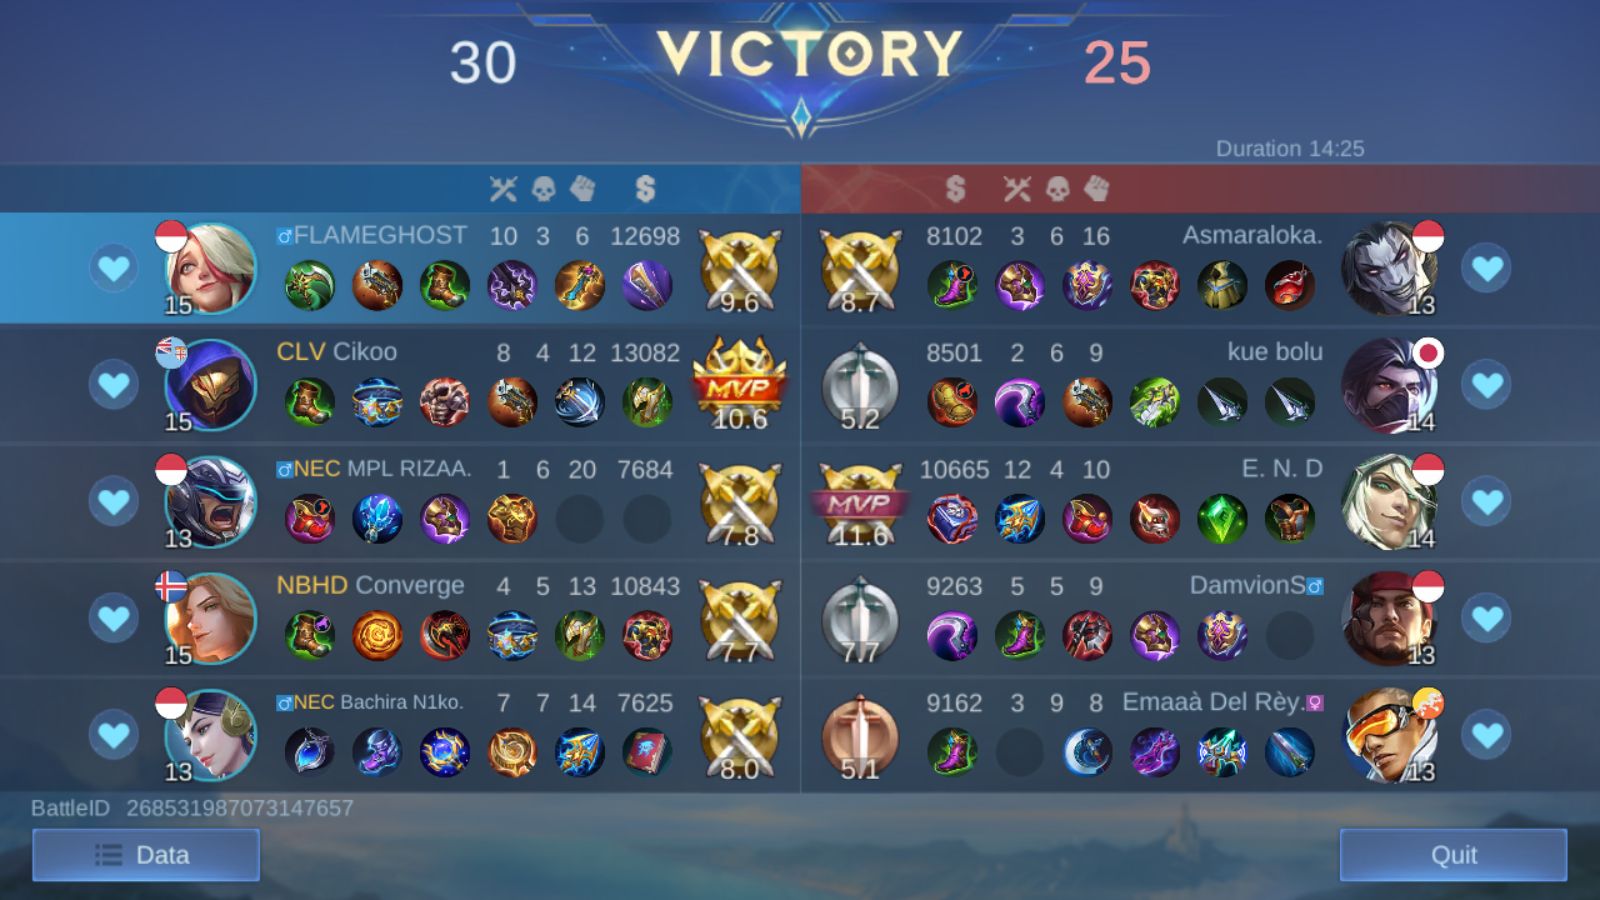 30 VICTORY 25
Duration 14:25
FLAMEGHOST 10 3 6 12698 9.6 15
8.7 8102 3 6 16 Asmaraloka. 13
CLV Cikoo 8 4 12 13082 MVP 10.6 15
5.2 8501 2 6 9 kue bolu 14
NEC MPL RIZAA. 1 6 20 7684 7.8 13
MVP 11.6 10665 12 4 10 E. N. D 14
NBHD Converge 4 5 13 10843 7.7 15
7.7 9263 5 5 9 DamvionS 13
NEC Bachira N1ko. 7 7 14 7625 8.0 13
5.1 9162 3 9 8 Emaaà Del Rèy. 13
BattleID 268531987073147657
Data
Quit